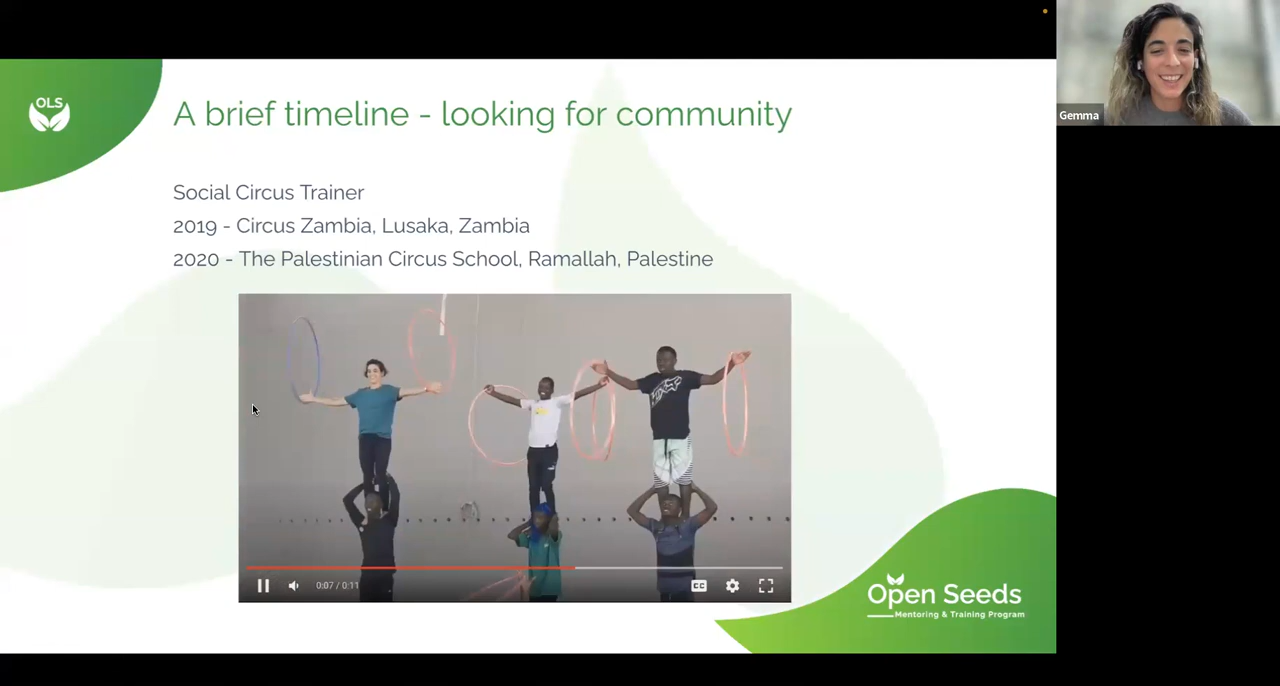 OLS
A brief timeline - looking for community
Gemma
Social Circus Trainer
2019 - Circus Zambia, Lusaka, Zambia
2020 - The Palestinian Circus School, Ramallah, Palestine
0:07 / 0:11
CC
Open Seeds
Mentoring & Training Program